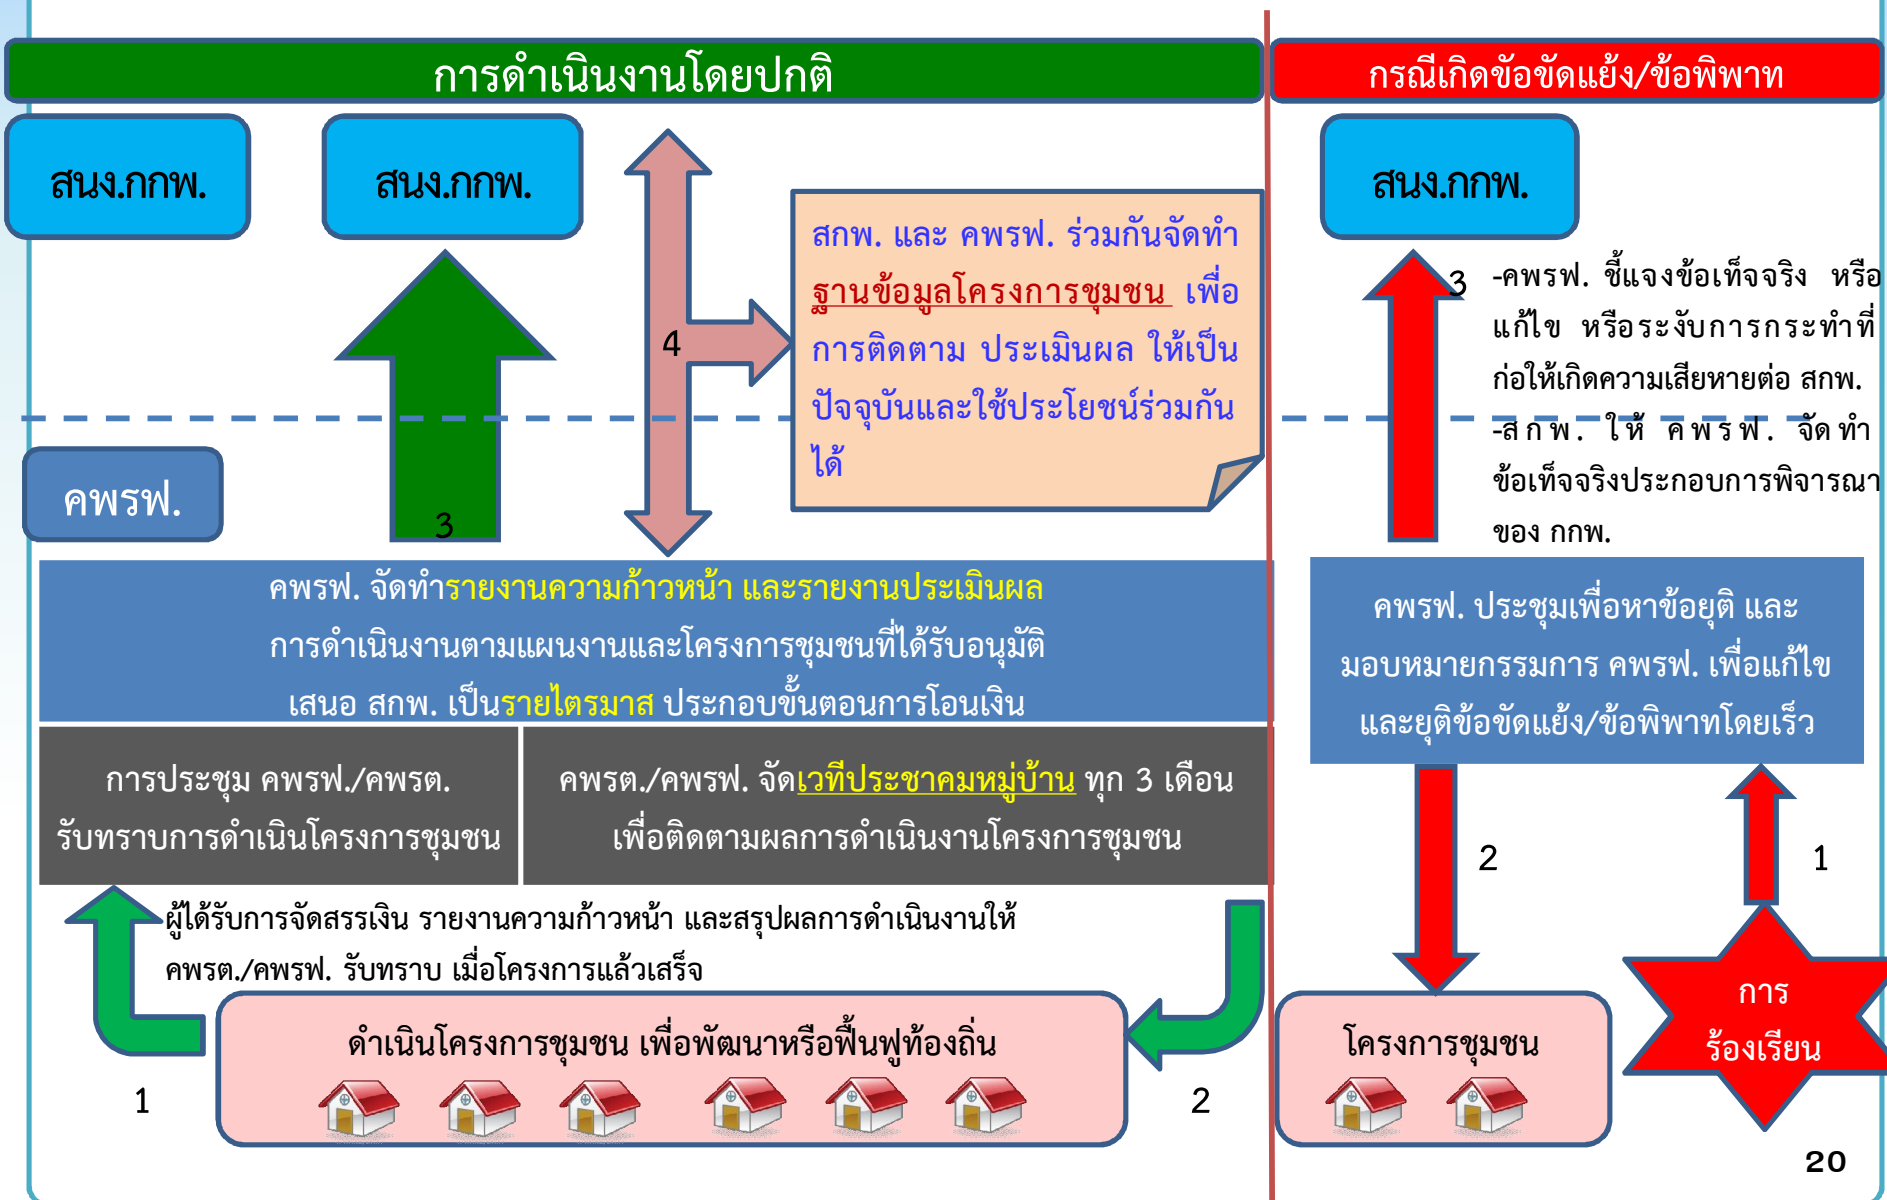 การดำเนินงานโดยปกติ
กรณีเกิดข้อขัดแย้ง/ข้อพิพาท
สนง.กกพ.
สนง.กกพ.
สนง.กกพ.
สกพ. และ คพรฟ. ร่วมกันจัดทำ
ฐานข้อมูลโครงการชุมชน เพื่อ
การติดตาม ประเมินผล ให้เป็น
ปัจจุบันและใช้ประโยชน์ร่วมกัน
ได้
4
3
3
-คพรฟ. ชี้แจงข้อเท็จจริง หรือ
แก้ไข หรือระงับการกระทำที่
ก่อให้เกิดความเสียหายต่อ สกพ.
-สกพ. ให้ คพรฟ. จัดทำ
ข้อเท็จจริงประกอบการพิจารณา
ของ กกพ.
คพรฟ.
คพรฟ. จัดทำรายงานความก้าวหน้า และรายงานประเมินผล
การดำเนินงานตามแผนงานและโครงการชุมชนที่ได้รับอนุมัติ
เสนอ สกพ. เป็นรายไตรมาส ประกอบขั้นตอนการโอนเงิน
คพรฟ. ประชุมเพื่อหาข้อยุติ และ
มอบหมายกรรมการ คพรฟ. เพื่อแก้ไข
และยุติข้อขัดแย้ง/ข้อพิพาทโดยเร็ว
การประชุม คพรฟ./คพรต.
รับทราบการดำเนินโครงการชุมชน
คพรต./คพรฟ. จัดเวทีประชาคมหมู่บ้าน ทุก 3 เดือน
เพื่อติดตามผลการดำเนินงานโครงการชุมชน
2
1
ผู้ได้รับการจัดสรรเงิน รายงานความก้าวหน้า และสรุปผลการดำเนินงานให้
คพรต./คพรฟ. รับทราบ เมื่อโครงการแล้วเสร็จ
ดำเนินโครงการชุมชน เพื่อพัฒนาหรือฟื้นฟูท้องถิ่น
1
2
โครงการชุมชน
การ
ร้องเรียน
20